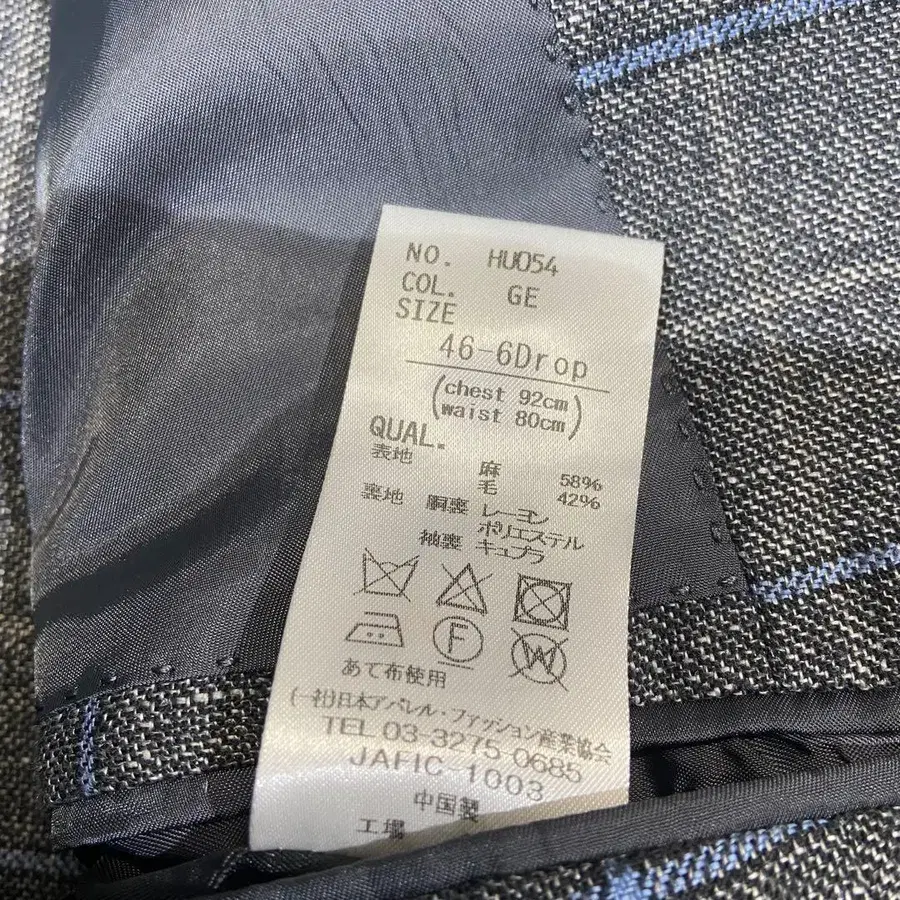 NO. HU054
COL. GE
SIZE
46-6Drop
(chest 92cm
waist 80cm)
QUAL.
表地 麻 58%
毛 42%
裏地 胴裏 レーヨン
ポリエステル
袖裏 キュプラ
F
W
あて布使用
(一社)日本アパレル・ファッション産業協会
TEL 03-3275-0685
JAFIC-1003
中国製
工場